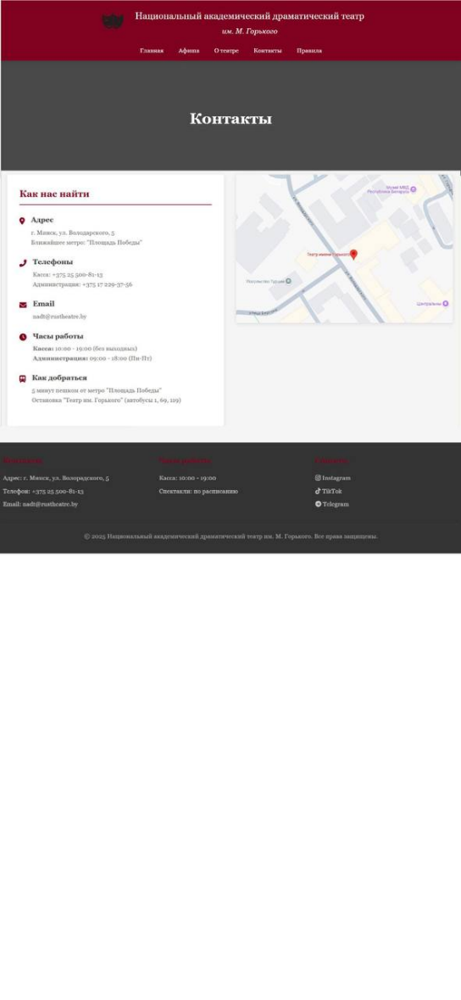 Национальный академический драматический театр
им. М. Горького
Главная Афиша О театре Контакты Правила
Контакты
Как нас найти
Адрес
г. Минск, ул. Володарского, 5
Ближайшее метро: "Площадь Победы"
Телефоны
Касса: +375 25 500-81-13
Администрация: +375 17 229-37-56
Email
nadt@rustheatre.by
Часы работы
Касса: 10:00 - 19:00 (без выходных)
Администрация: 09:00 - 18:00 (Пн-Пт)
Как добраться
5 минут пешком от метро "Площадь Победы"
Остановка "Театр им. Горького" (автобусы 1, 69, 119)
Музей МВД
Республики Беларусь
Театр имени Горького
Посольство Турции
Центральны
Контакты
Часы работы
Адрес: г. Минск, ул. Володарского, 5
Касса: 10:00 - 19:00
Instagram
Телефон: +375 25 500-81-13
Спектакли: по расписанию
TikTok
Email: nadt@rustheatre.by
Telegram
© 2025 Национальный академический драматический театр им. М. Горького. Все права защищены.